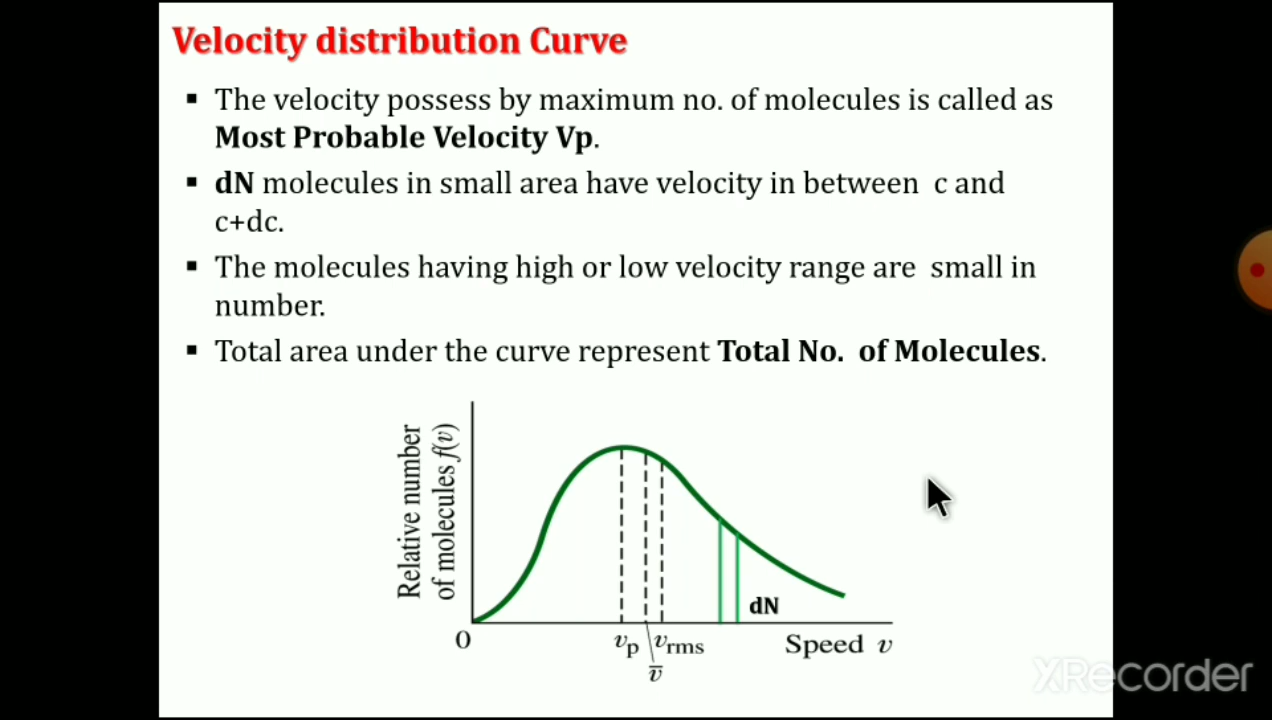 Velocity distribution Curve
▪ The velocity possess by maximum no. of molecules is called as
Most Probable Velocity Vp.
▪ dN molecules in small area have velocity in between c and
c+dc.
▪ The molecules having high or low velocity range are small in
number.
▪ Total area under the curve represent Total No. of Molecules.
Relative number
of molecules f(v)
dN
0
vp
vrms
Speed v
v̅
XRecorder